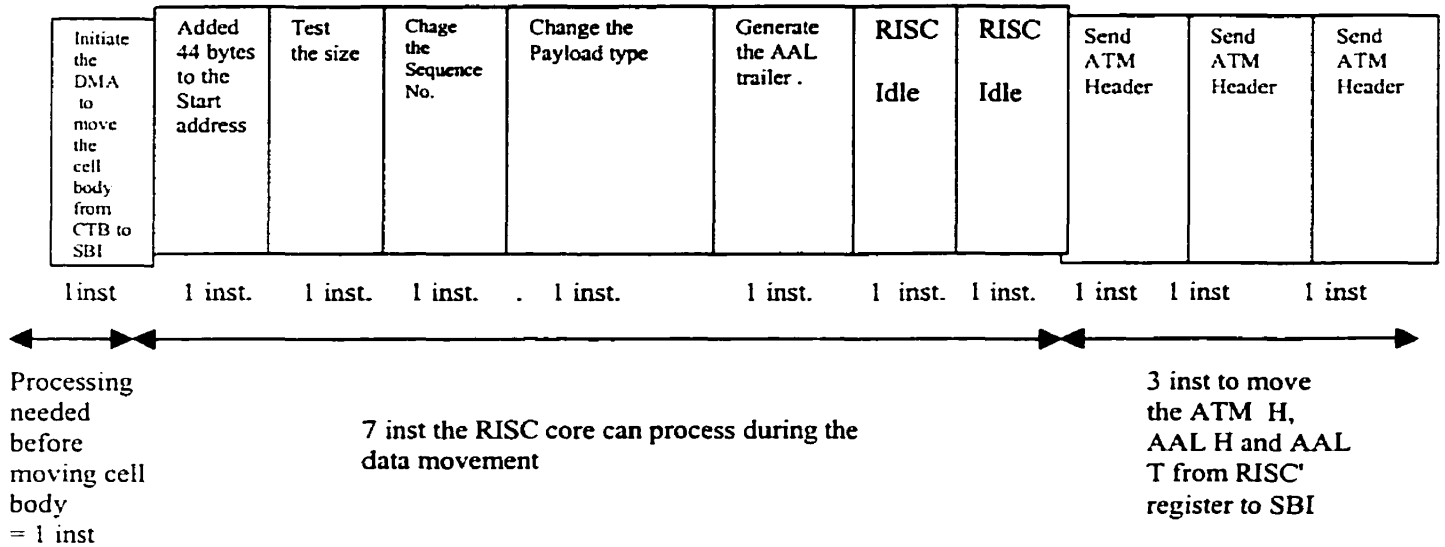 Initiate
the
DMA
to
move
the
cell
body
from
CTB to
SBI
Added
44 bytes
to the
Start
address
Test
the size
Chage
the
Sequence
No.
Change the
Payload type
Generate
the AAL
trailer .
RISC
Idle
RISC
Idle
Send
ATM
Header
Send
ATM
Header
Send
ATM
Header
1 inst 1 inst. 1 inst. 1 inst. . 1 inst. 1 inst. 1 inst. 1 inst. 1 inst 1 inst 1 inst
Processing
needed
before
moving cell
body
= 1 inst
7 inst the RISC core can process during the
data movement
3 inst to move
the ATM H,
AAL H and AAL
T from RISC'
register to SBI